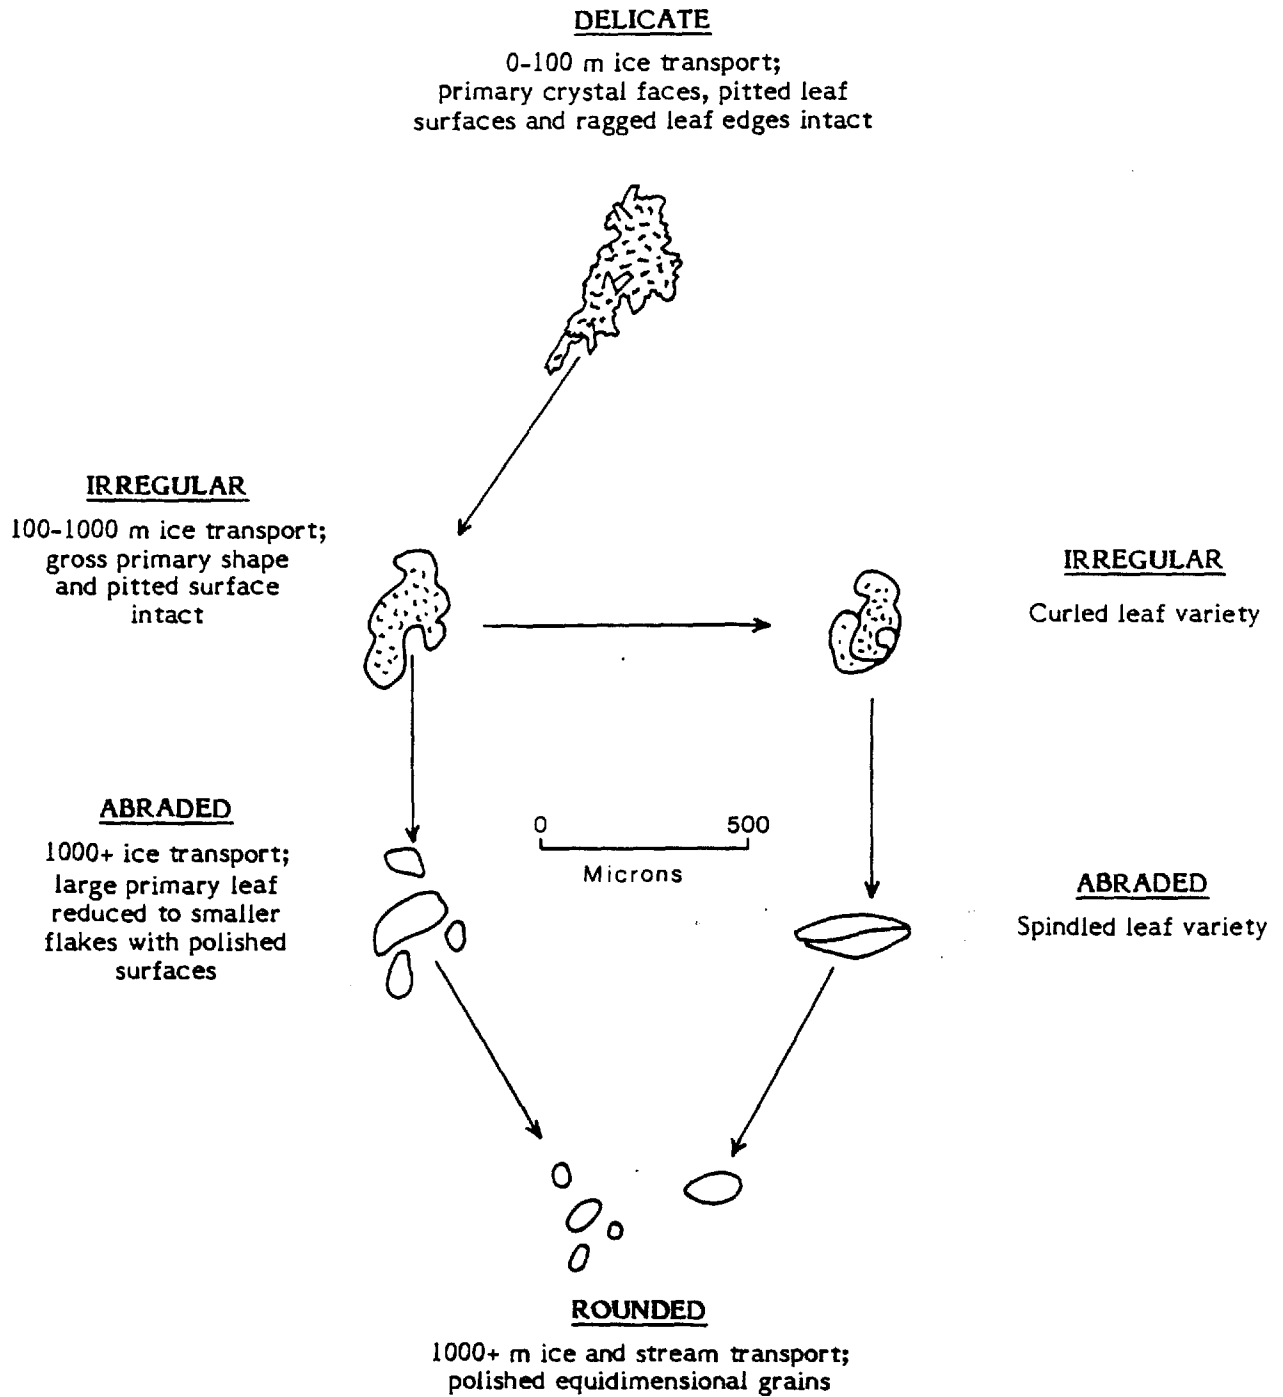 DELICATE
0-100 m ice transport;
primary crystal faces, pitted leaf
surfaces and ragged leaf edges intact
IRREGULAR
100-1000 m ice transport;
gross primary shape
and pitted surface
intact
IRREGULAR
Curled leaf variety
ABRADED
1000+ ice transport;
large primary leaf
reduced to smaller
flakes with polished
surfaces
0 500
Microns
ABRADED
Spindled leaf variety
ROUNDED
1000+ m ice and stream transport;
polished equidimensional grains